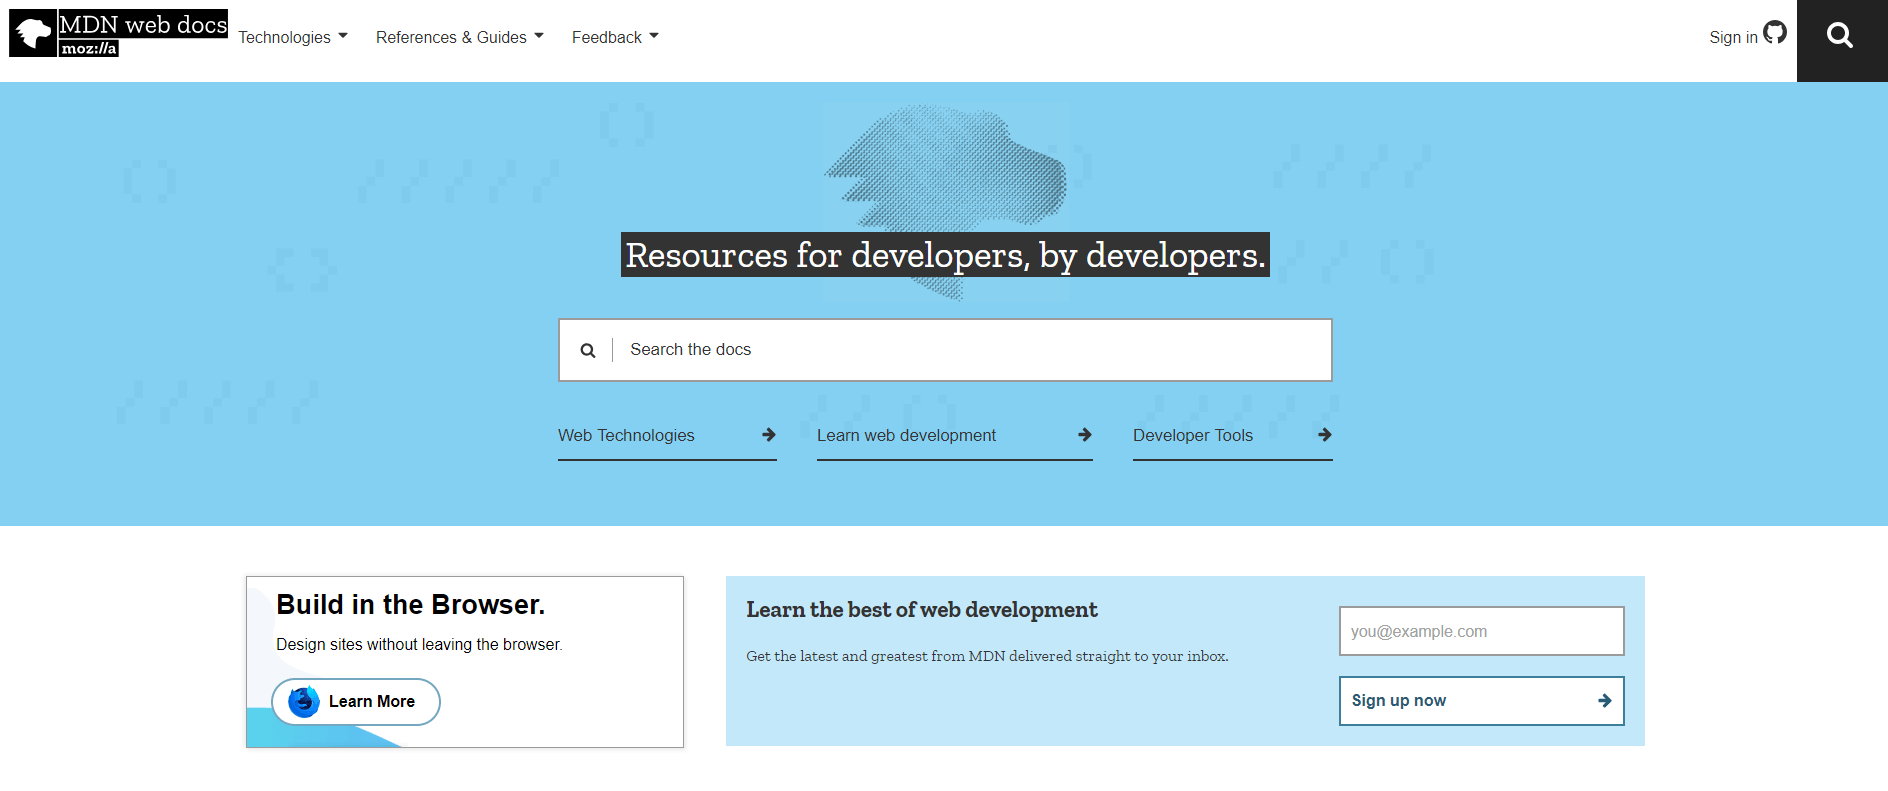 MDN web docs
moz://a
Technologies
References & Guides
Feedback
Sign in
Resources for developers, by developers.
Search the docs
Web Technologies
Learn web development
Developer Tools
Build in the Browser.
Design sites without leaving the browser.
Learn More
Learn the best of web development
Get the latest and greatest from MDN delivered straight to your inbox.
you@example.com
Sign up now